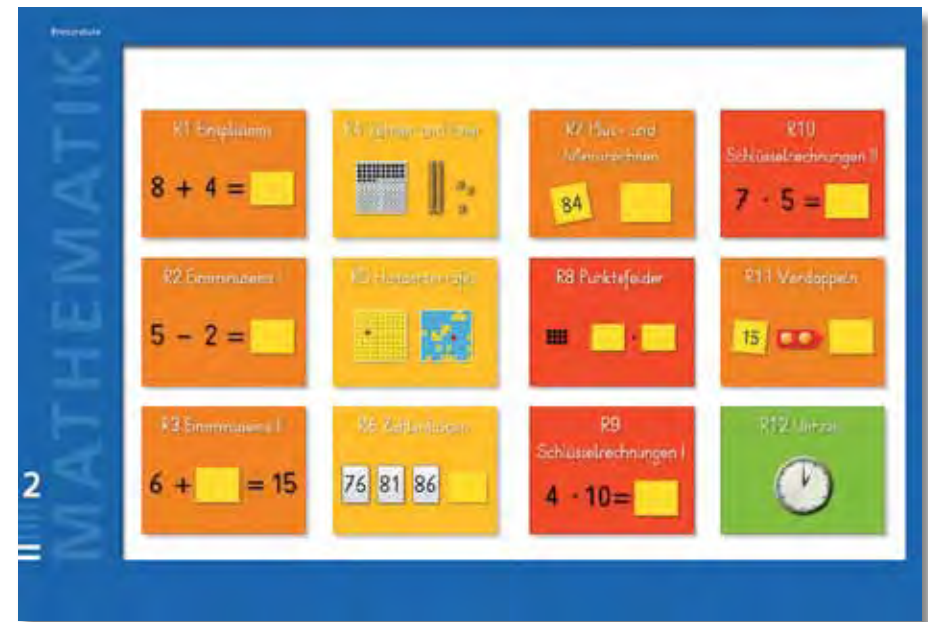 Primarstufe
MATHEMATIK
2
R1 Einspluseins
8 + 4 =
R4 Zehner und Einer
R7 Plus- und
Minusrechnen
84
R10
Schlüsselrechnungen II
7 · 5 =
R2 Einsminuseins I
5 – 2 =
R5 Hundertertafel
R8 Punktefelder
·
R11 Verdoppeln
15
R3 Einsminuseins II
6 + = 15
R6 Zahlenfolgen
76 81 86
R9
Schlüsselrechnungen I
4 · 10=
R12 Uhrzeit